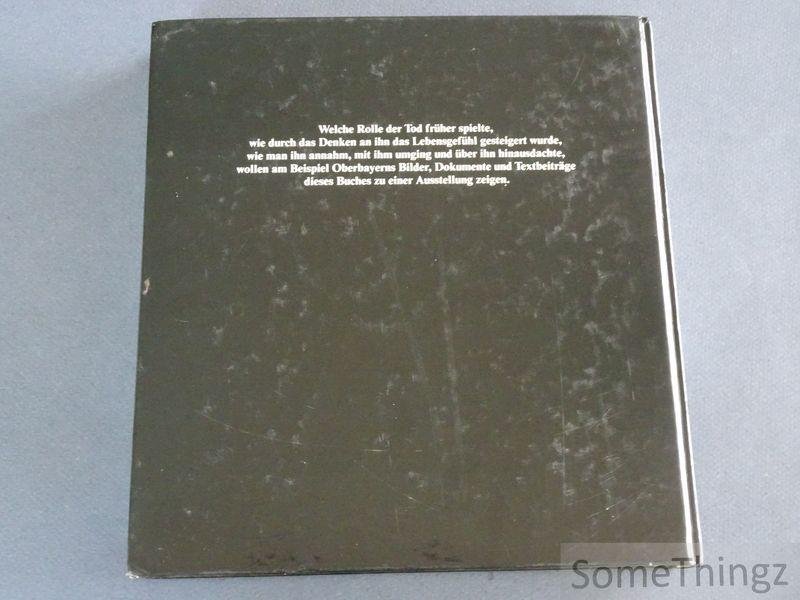 Welche Rolle der Tod früher spielte,
wie durch das Denken an ihn das Lebensgefühl gesteigert wurde,
wie man ihn annahm, mit ihm umging und über ihn hinausdachte,
wollen am Beispiel Oberbayerns Bilder, Dokumente und Textbeiträge
dieses Buches zu einer Ausstellung zeigen.
SomeThingz